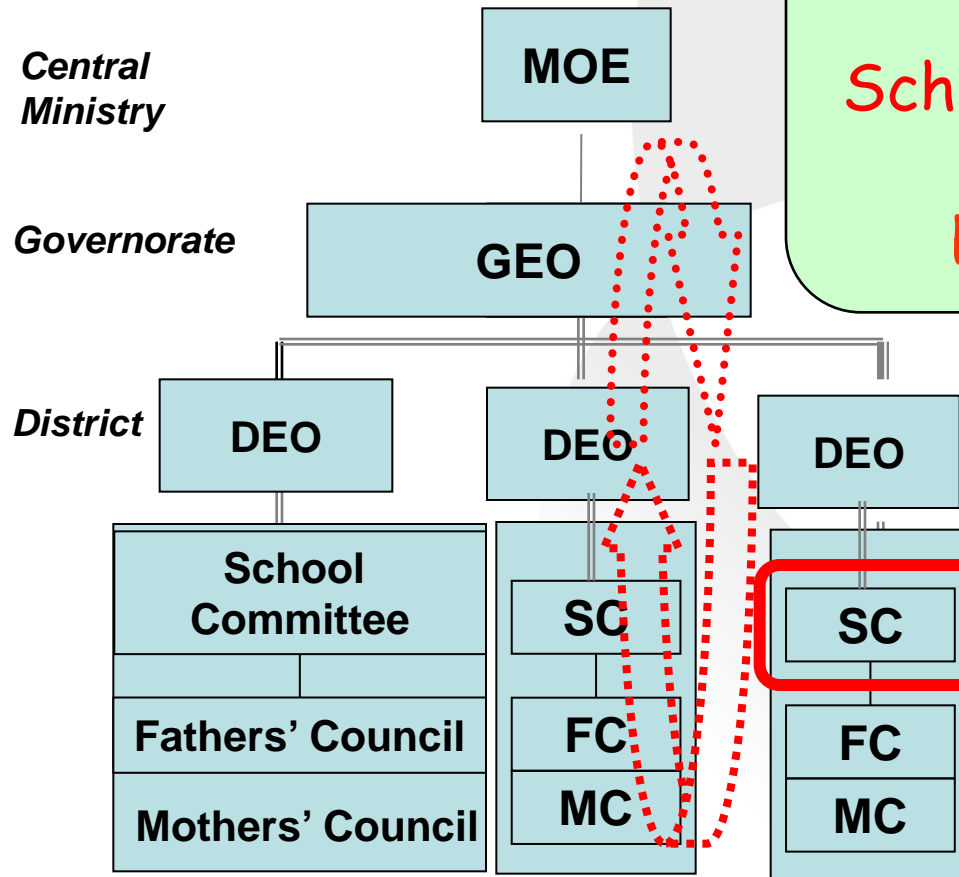 Central
Ministry
MOE
Governorate
GEO
District
DEO
DEO
DEO
School
Committee
SC
SC
Fathers’ Council
FC
FC
Mothers’ Council
MC
MC